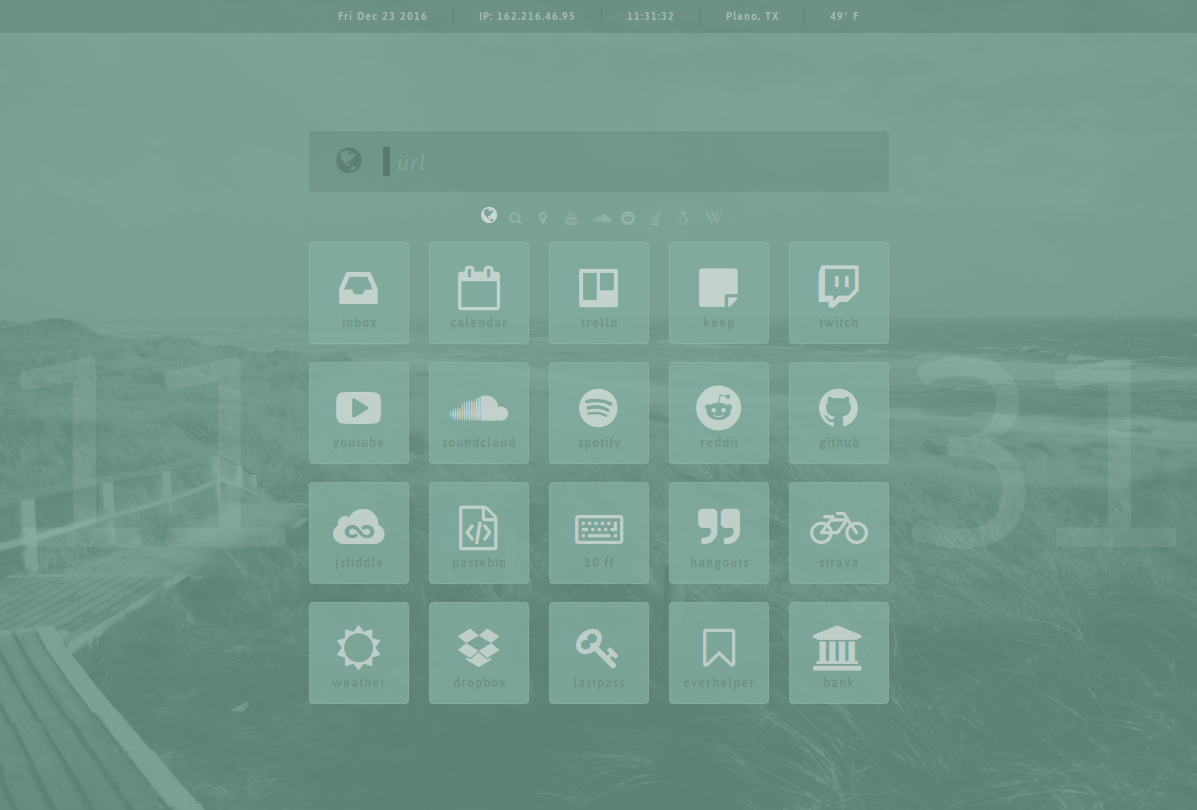 Fri Dec 23 2016 IP: 162.216.46.95 11:31:32 Plano, TX 49° F
url
inbox calendar trello keep twitch
11 31
youtube soundcloud spotify reddit github
jsfiddle pastebin 10 ff hangouts strava
weather dropbox lastpass everhelper bank